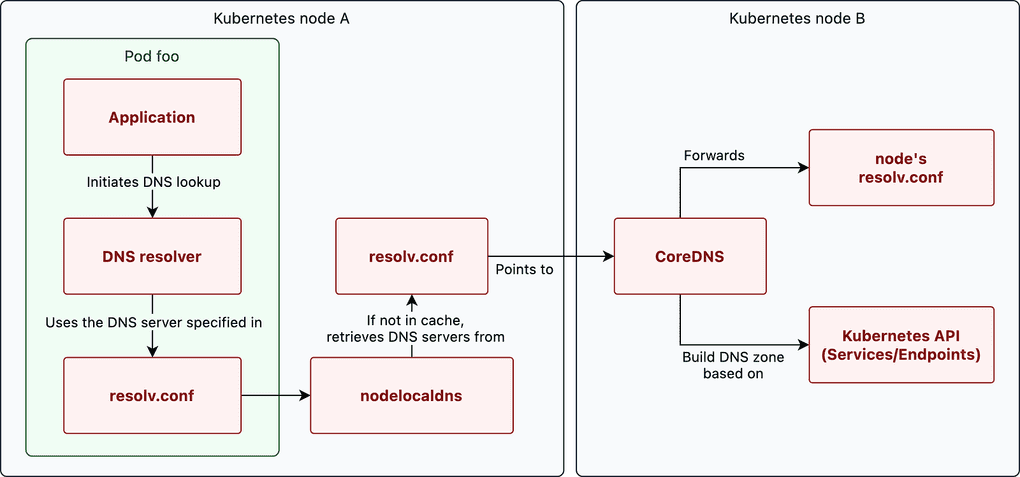 Kubernetes node A
Pod foo
Application
Initiates DNS lookup
DNS resolver
Uses the DNS server specified in
resolv.conf
nodelocaldns
If not in cache,
retrieves DNS servers from
resolv.conf
Points to
Kubernetes node B
CoreDNS
Forwards
node's
resolv.conf
Build DNS zone
based on
Kubernetes API
(Services/Endpoints)